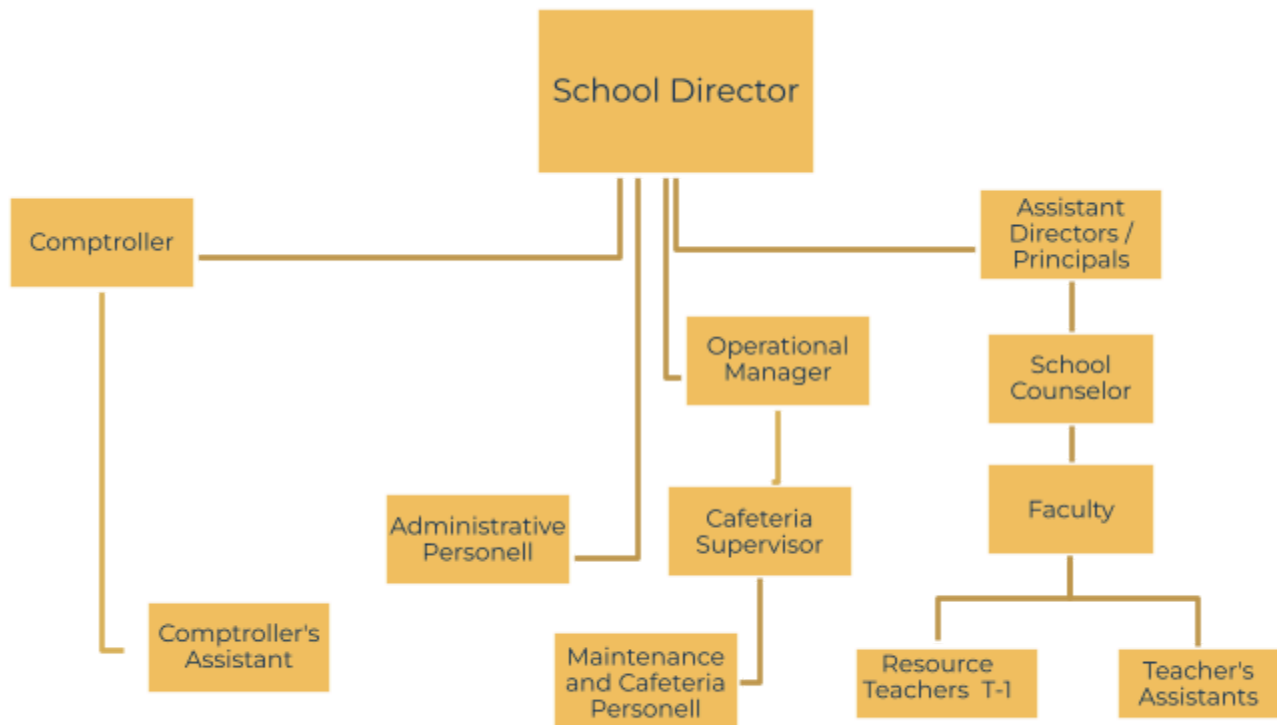 School Director
Comptroller
Assistant
Directors /
Principals
Operational
Manager
School
Counselor
Administrative
Personell
Cafeteria
Supervisor
Faculty
Comptroller's
Assistant
Maintenance
and Cafeteria
Personell
Resource
Teachers T-1
Teacher's
Assistants